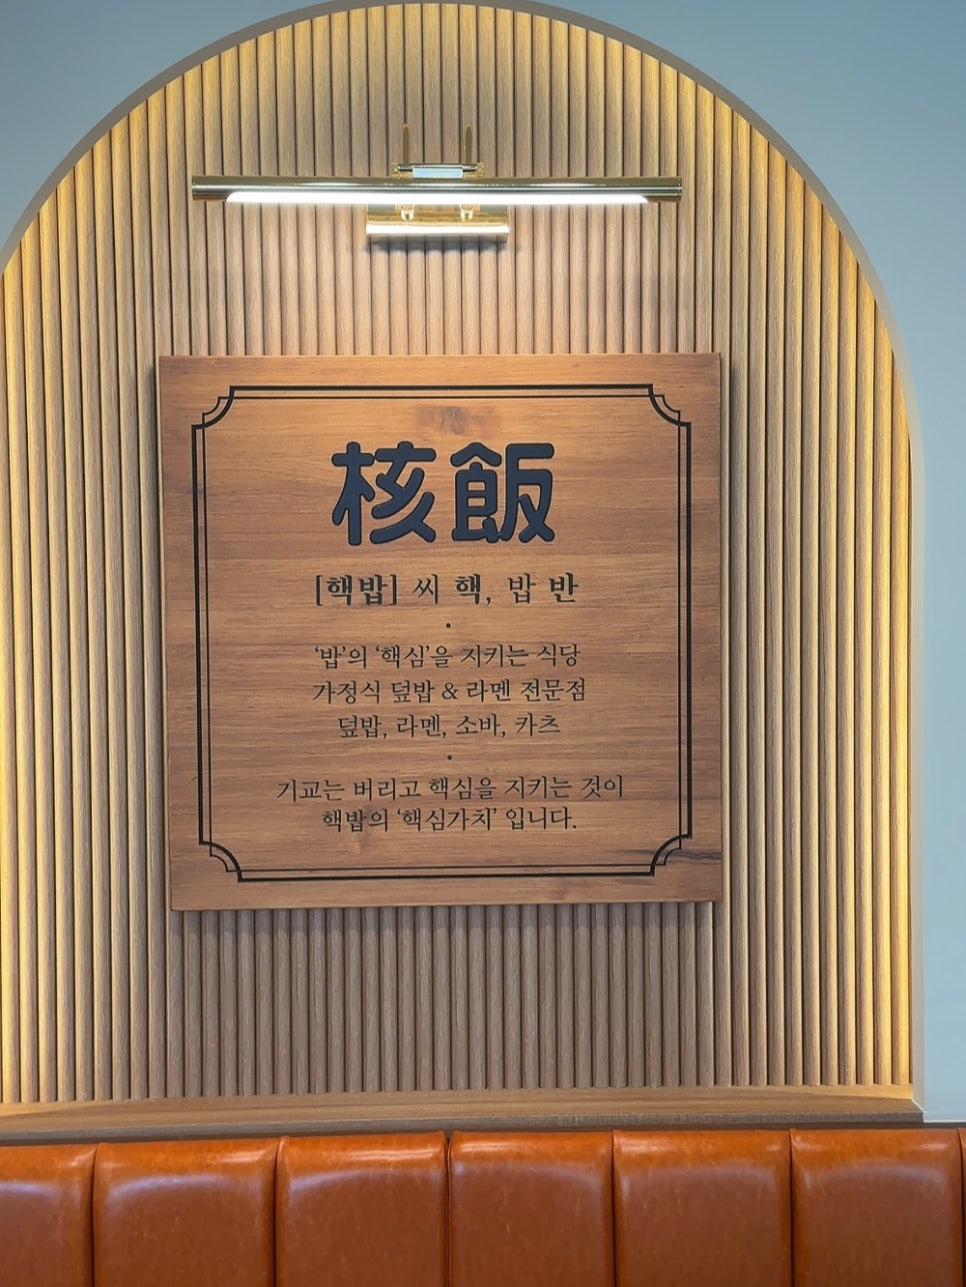 核飯
[핵밥] 씨 핵, 밥 반
‘밥’의 ‘핵심’을 지키는 식당
가정식 덮밥 & 라멘 전문점
덮밥, 라멘, 소바, 카츠
기교는 버리고 핵심을 지키는 것이
핵밥의 ‘핵심가치’ 입니다.